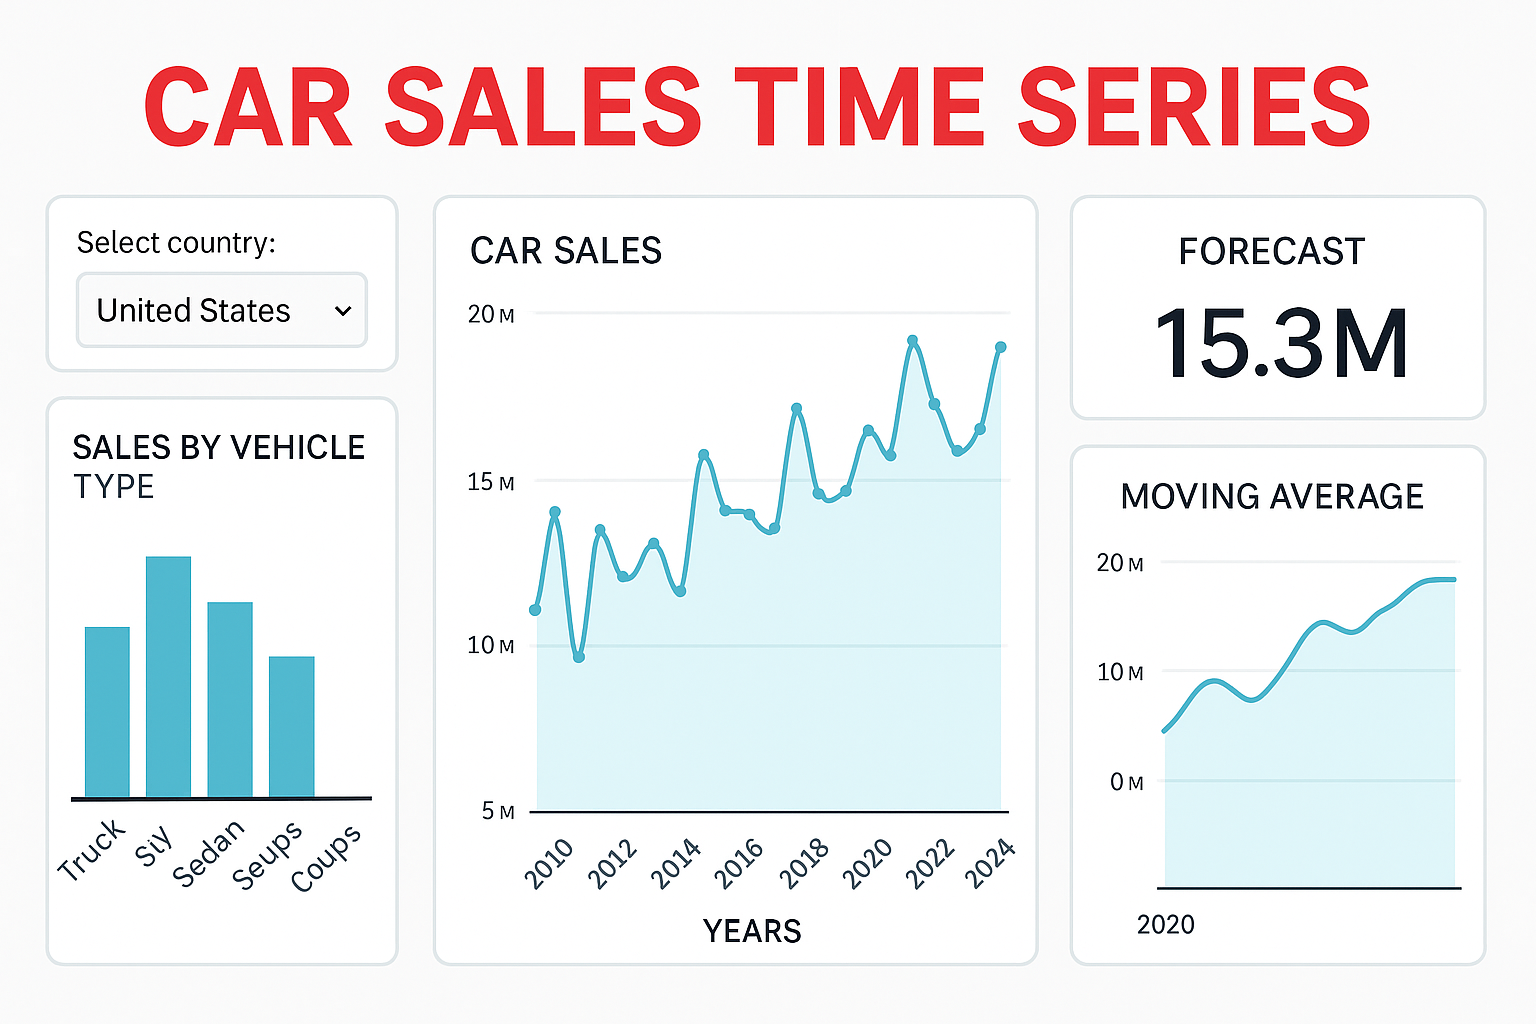 CAR SALES TIME SERIES
Select country:
United States
SALES BY VEHICLE
TYPE
Truck
Siy
Sedan
Seups
Coups
CAR SALES
20 M
15 M
10 M
5 M
2010
2012
2014
2016
2018
2020
2022
2024
YEARS
FORECAST
15.3M
MOVING AVERAGE
20 M
10 M
0 M
2020